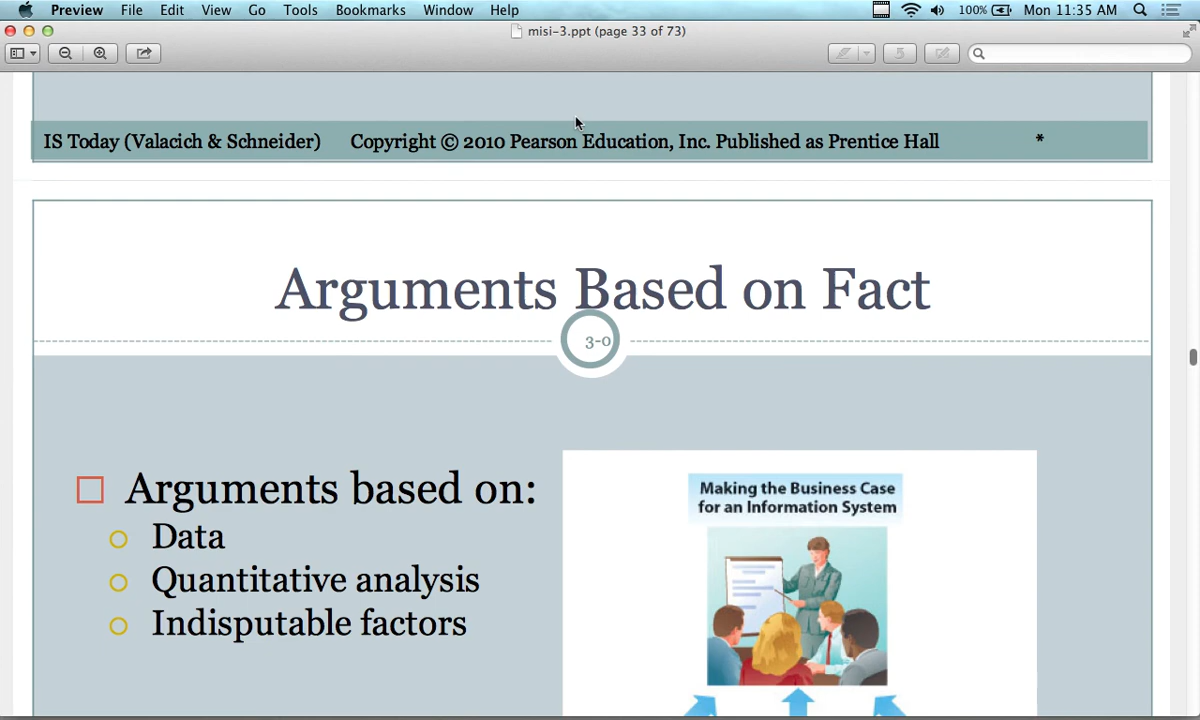 Preview File Edit View Go Tools Bookmarks Window Help 100% Mon 11:35 AM
misi-3.ppt (page 33 of 73)
IS Today (Valacich & Schneider) Copyright © 2010 Pearson Education, Inc. Published as Prentice Hall *
Arguments Based on Fact
3-0
Arguments based on:
Data
Quantitative analysis
Indisputable factors
Making the Business Case
for an Information System